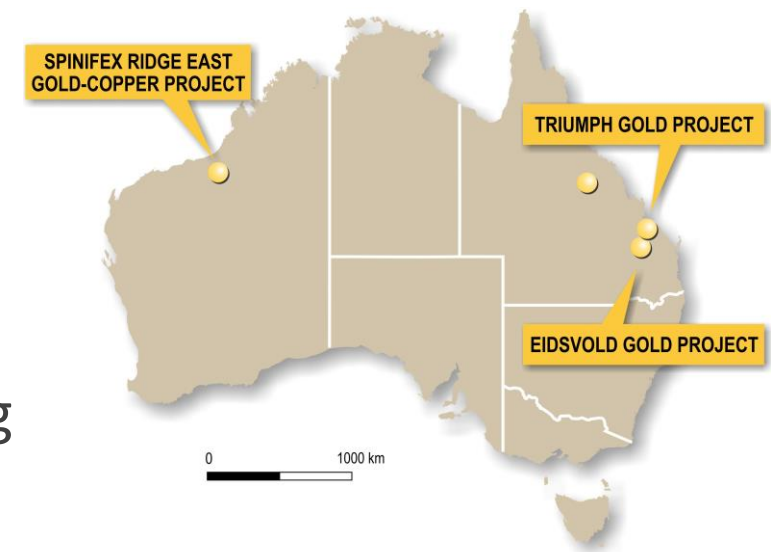 SPINIFEX RIDGE EAST
GOLD-COPPER PROJECT
TRIUMPH GOLD PROJECT
EIDSVOLD GOLD PROJECT
g
0 1000 km